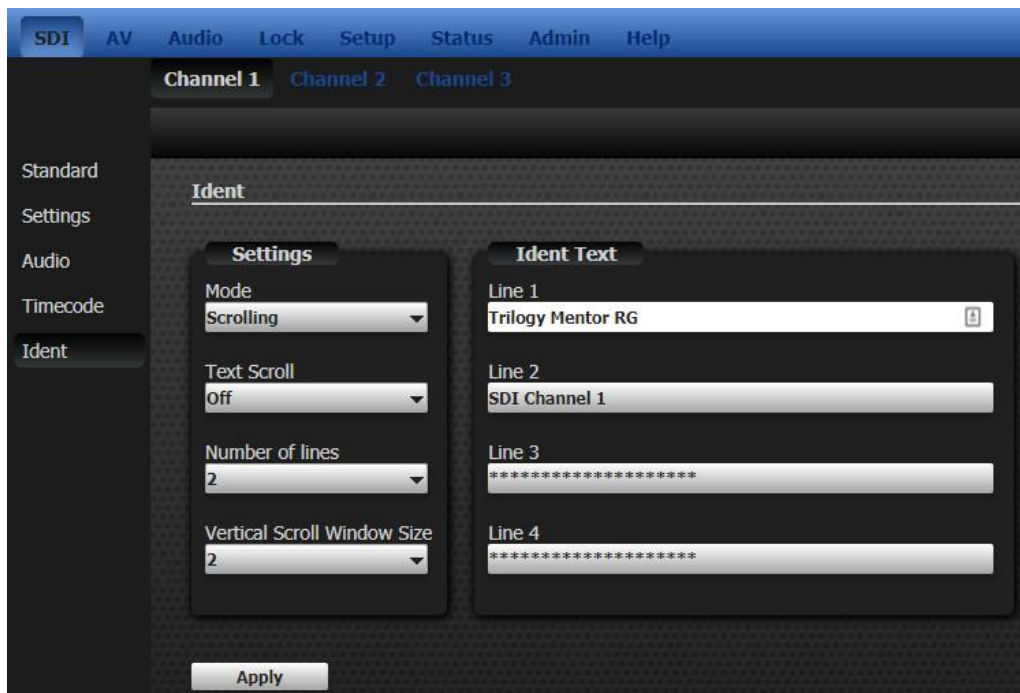 SDI AV Audio Lock Setup Status Admin Help
Channel 1 Channel 2 Channel 3
Standard
Settings
Audio
Timecode
Ident
Ident
Settings
Mode
Scrolling
Text Scroll
Off
Number of lines
2
Vertical Scroll Window Size
2
Ident Text
Line 1
Trilogy Mentor RG
Line 2
SDI Channel 1
Line 3
********************
Line 4
********************
Apply